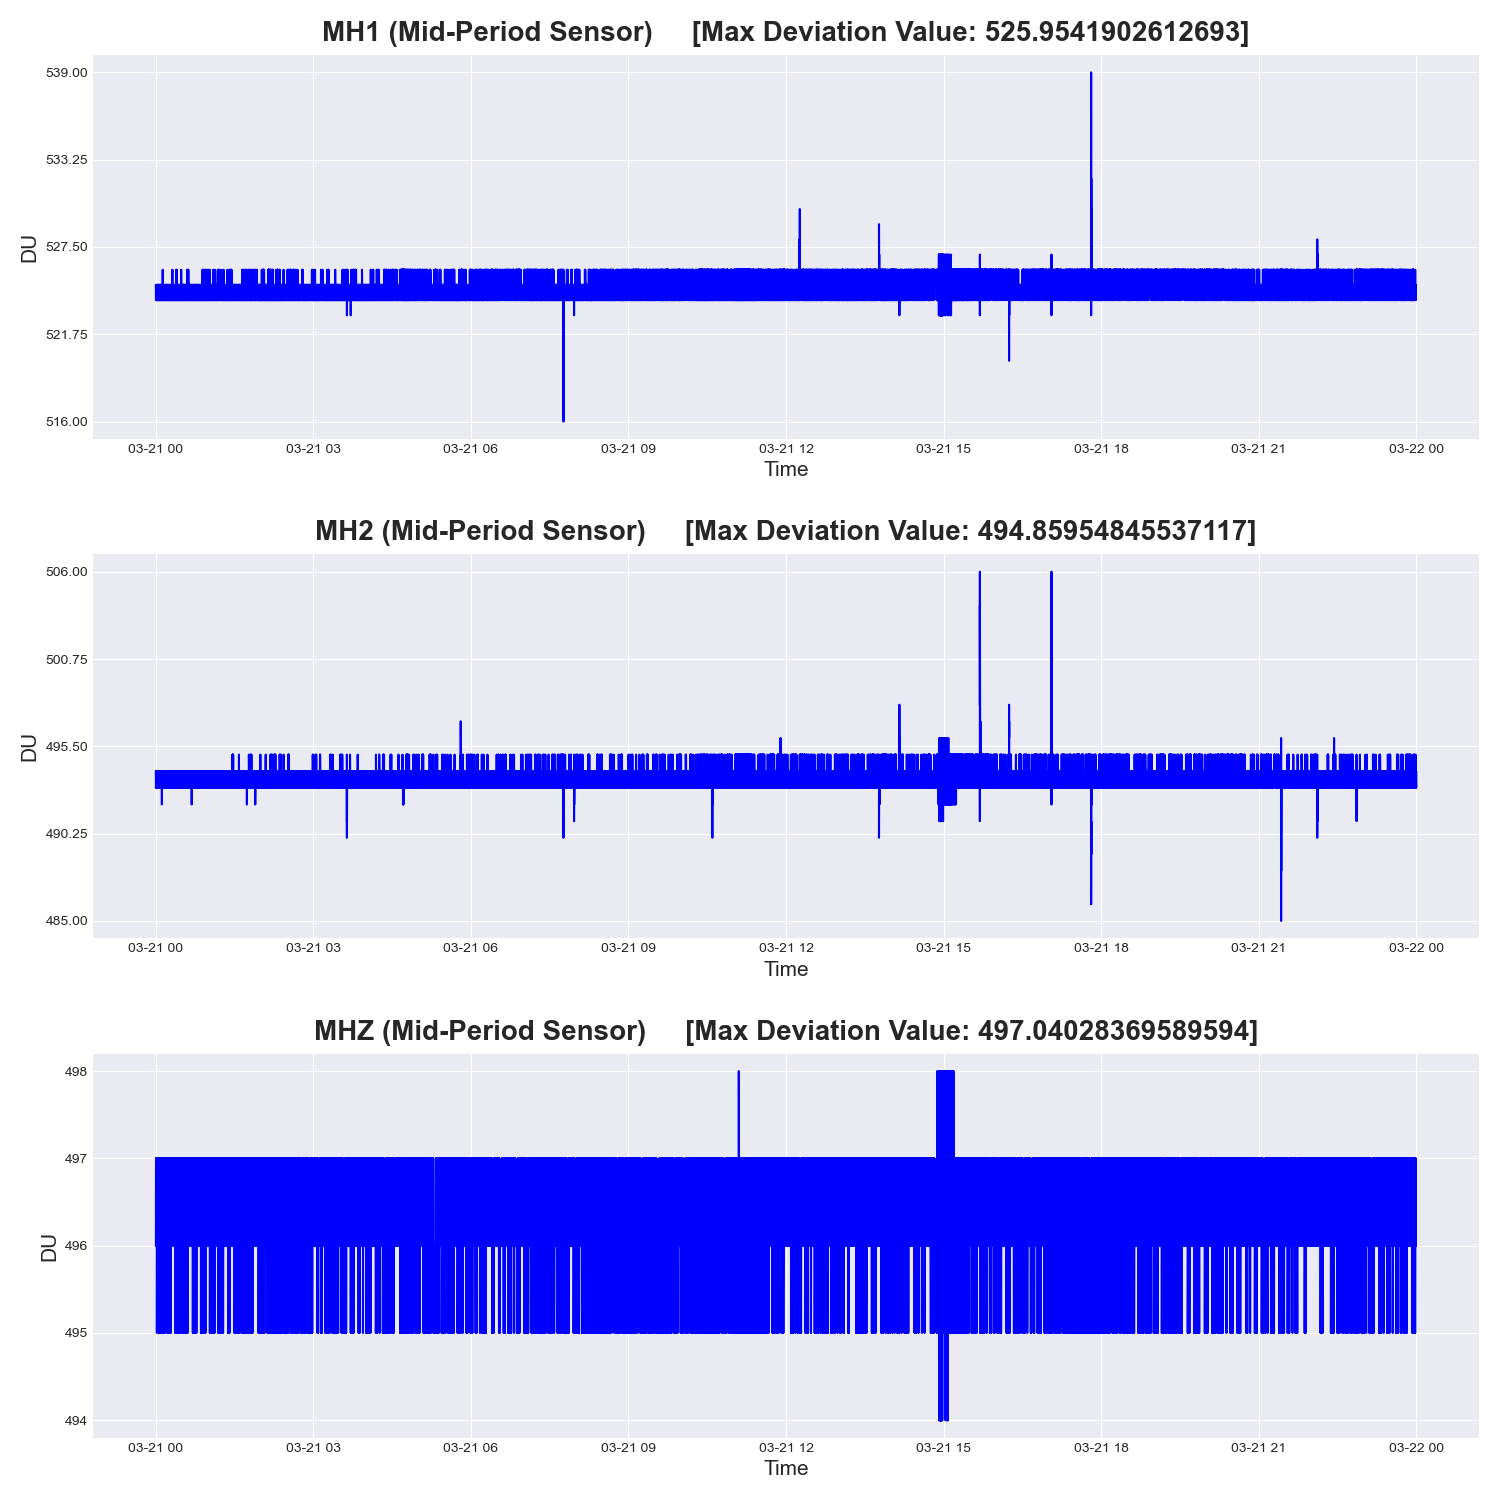 MH1 (Mid-Period Sensor) [Max Deviation Value: 525.9541902612693]
539.00
533.25
527.50
521.75
516.00
DU
03-21 00 03-21 03 03-21 06 03-21 09 03-21 12 03-21 15 03-21 18 03-21 21 03-22 00
Time
MH2 (Mid-Period Sensor) [Max Deviation Value: 494.85954845537117]
506.00
500.75
495.50
490.25
485.00
DU
03-21 00 03-21 03 03-21 06 03-21 09 03-21 12 03-21 15 03-21 18 03-21 21 03-22 00
Time
MHZ (Mid-Period Sensor) [Max Deviation Value: 497.04028369589594]
498
497
496
495
494
DU
03-21 00 03-21 03 03-21 06 03-21 09 03-21 12 03-21 15 03-21 18 03-21 21 03-22 00
Time